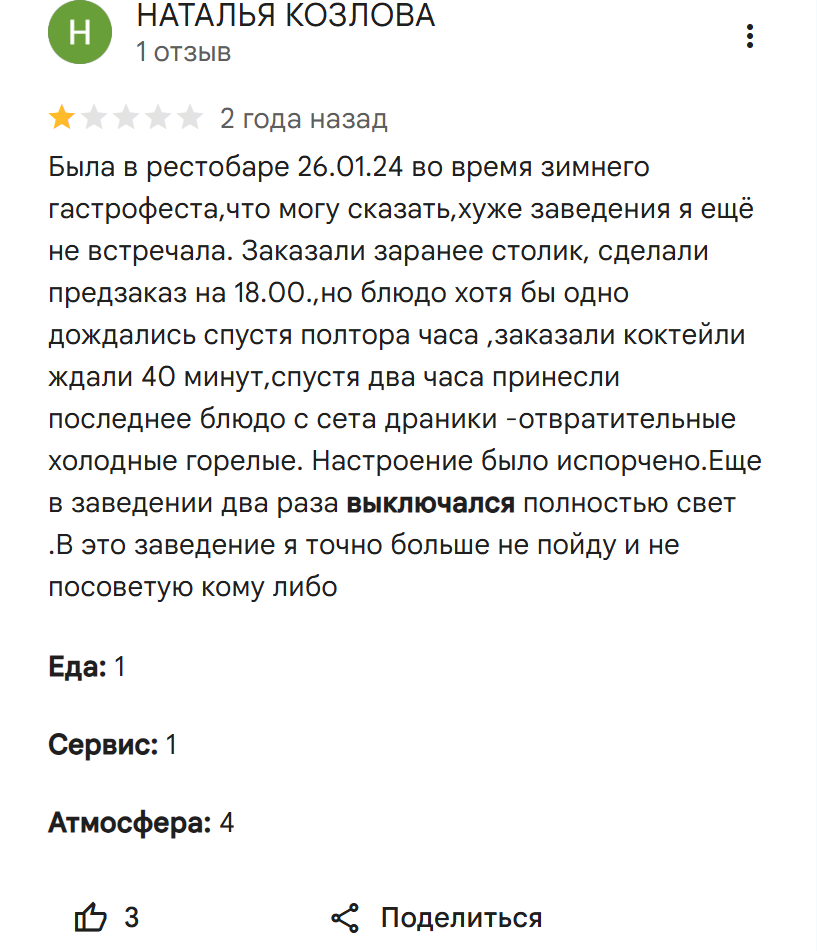 Н
НАТАЛЬЯ КОЗЛОВА
1 отзыв
2 года назад
Была в рестобаре 26.01.24 во время зимнего
гастрофеста,что могу сказать,хуже заведения я ещё
не встречала. Заказали заранее столик, сделали
предзаказ на 18.00.,но блюдо хотя бы одно
дождались спустя полтора часа ,заказали коктейли
ждали 40 минут,спустя два часа принесли
последнее блюдо с сета драники -отвратительные
холодные горелые. Настроение было испорчено.Еще
в заведении два раза выключался полностью свет
.В это заведение я точно больше не пойду и не
посоветую кому либо
Еда: 1
Сервис: 1
Атмосфера: 4
3 Поделиться